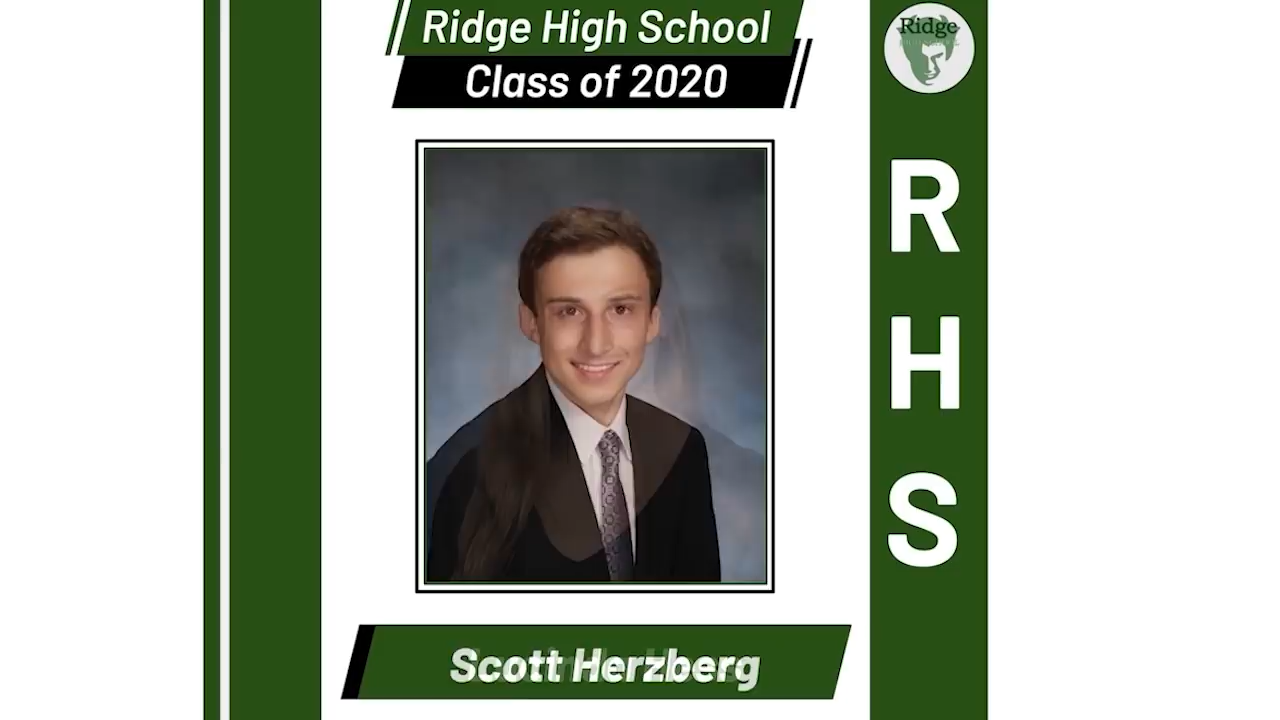 Ridge High School
Class of 2020
Ridge
R
H
S
Scott Herzberg